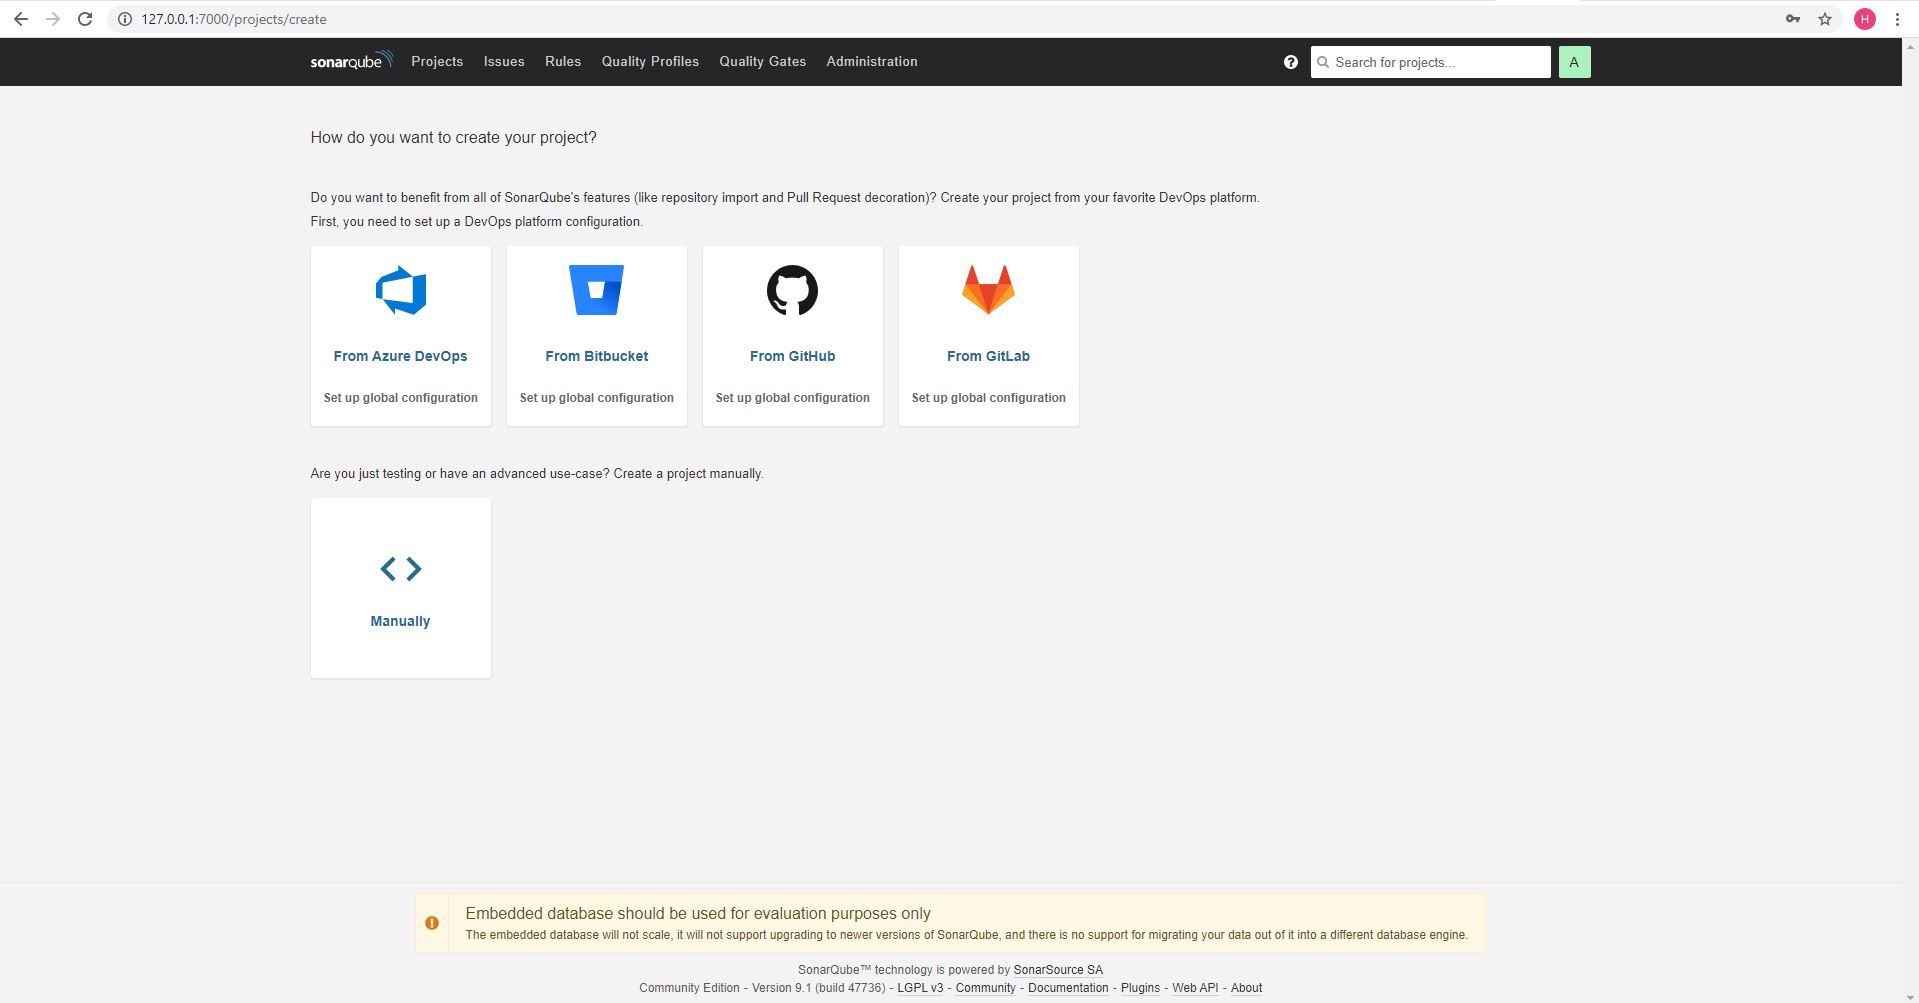 127.0.0.1:7000/projects/create
H
sonarqube Projects Issues Rules Quality Profiles Quality Gates Administration ? Search for projects... A
How do you want to create your project?
Do you want to benefit from all of SonarQube's features (like repository import and Pull Request decoration)? Create your project from your favorite DevOps platform.
First, you need to set up a DevOps platform configuration.
From Azure DevOps From Bitbucket From GitHub From GitLab
Set up global configuration Set up global configuration Set up global configuration Set up global configuration
Are you just testing or have an advanced use-case? Create a project manually.
Manually
Embedded database should be used for evaluation purposes only
The embedded database will not scale, it will not support upgrading to newer versions of SonarQube, and there is no support for migrating your data out of it into a different database engine.
SonarQube™ technology is powered by SonarSource SA
Community Edition - Version 9.1 (build 47736) - LGPL v3 - Community - Documentation - Plugins - Web API - About